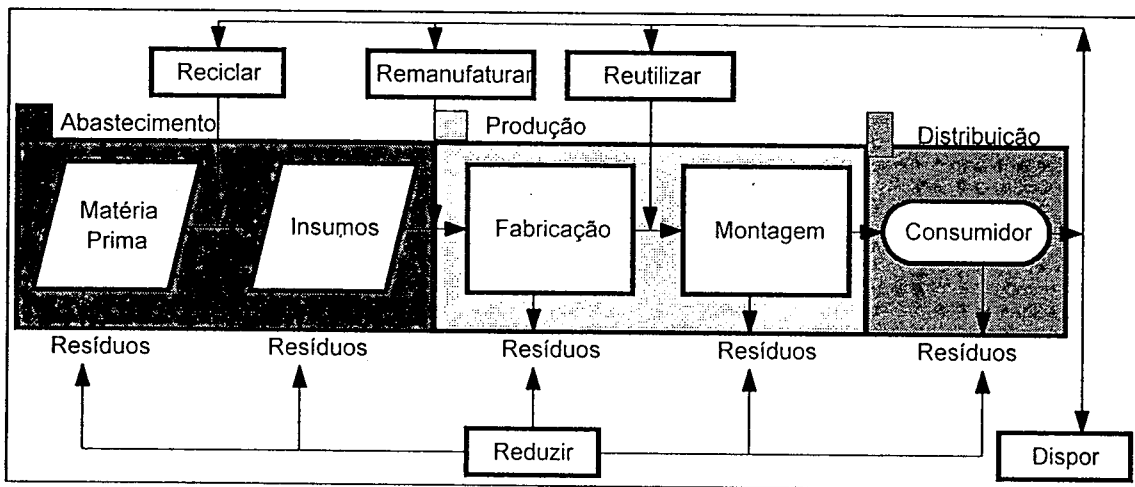 Reciclar
Remanufaturar
Reutilizar
Abastecimento
Produção
Distribuição
Matéria
Prima
Insumos
Fabricação
Montagem
Consumidor
Resíduos
Resíduos
Resíduos
Resíduos
Resíduos
Reduzir
Dispor